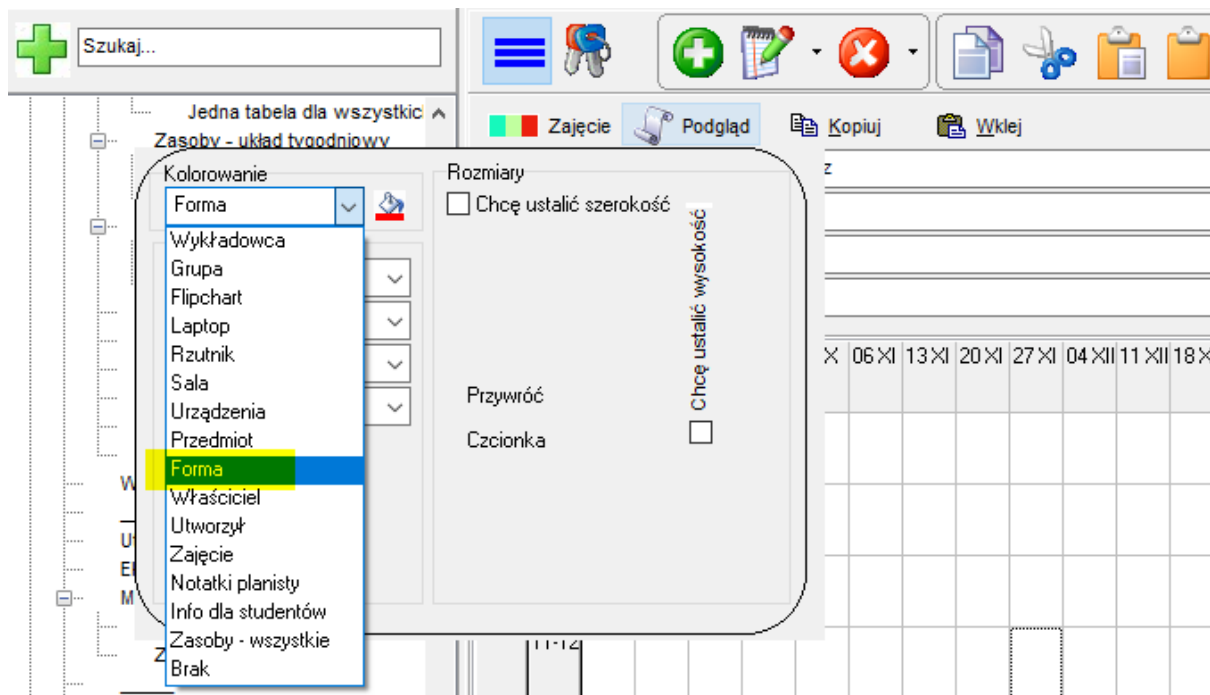 Szukaj...
Jedna tabela dla wszystkic
Zajęcie Podgląd Kopiuj Wklej
Zasoby - układ tygodniowy
Kolorowanie
Rozmiary
z
Forma
Chcę ustalić szerokość
Chcę ustalić wysokość
Wykładowca
Grupa
Flipchart
Laptop
Rzutnik
Sala
Urządzenia
Przedmiot
Forma
Właściciel
Utworzył
Zajęcie
Notatki planisty
Info dla studentów
Zasoby - wszystkie
Brak
Przywróć
Czcionka
X 06 XI 13 XI 20 XI 27 XI 04 XII 11 XII 18 X
W
U
El
M
Z
11-12